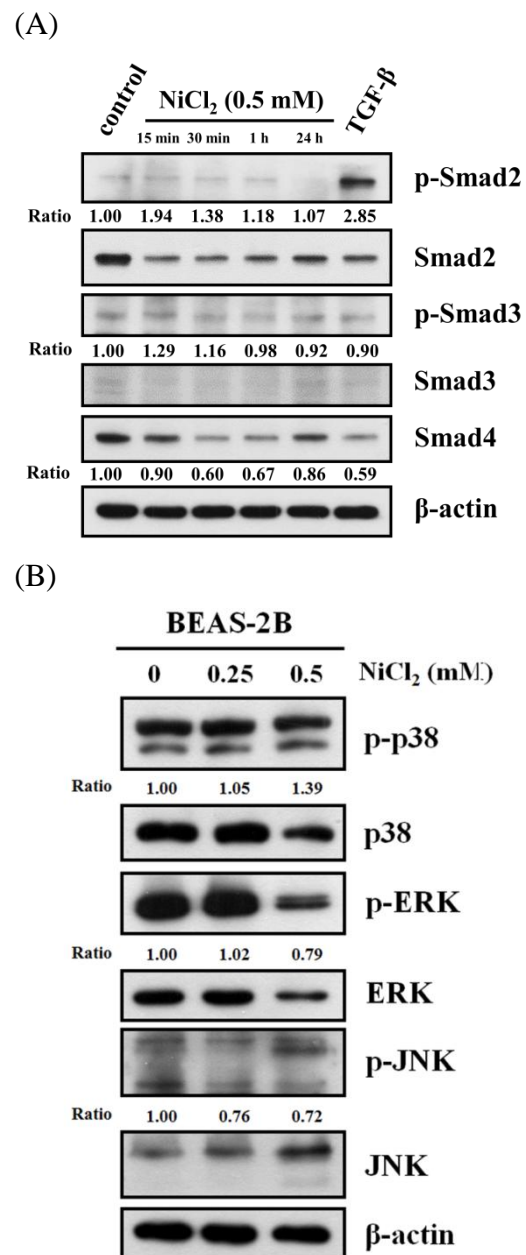 (A)
control NiCl₂ (0.5 mM) TGF-β
15 min 30 min 1 h 24 h
p-Smad2
Ratio 1.00 1.94 1.38 1.18 1.07 2.85
Smad2
p-Smad3
Ratio 1.00 1.29 1.16 0.98 0.92 0.90
Smad3
Smad4
Ratio 1.00 0.90 0.60 0.67 0.86 0.59
β-actin
(B)
BEAS-2B
0 0.25 0.5 NiCl₂ (mM)
p-p38
Ratio 1.00 1.05 1.39
p38
p-ERK
Ratio 1.00 1.02 0.79
ERK
p-JNK
Ratio 1.00 0.76 0.72
JNK
β-actin